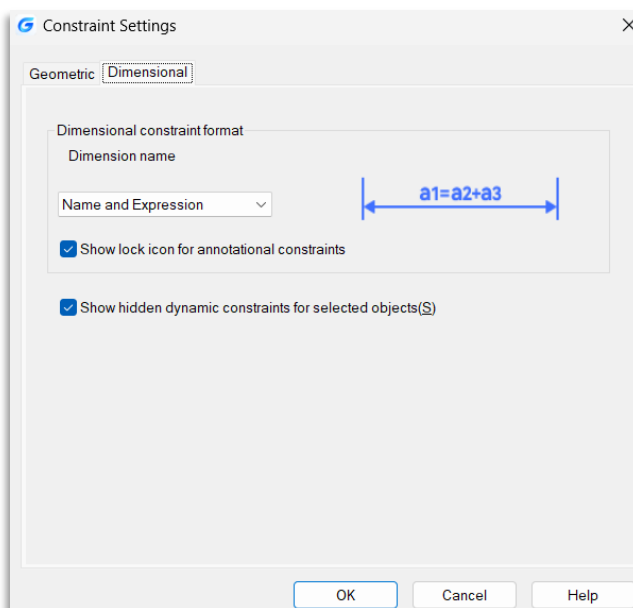 Constraint Settings
Geometric Dimensional
Dimensional constraint format
Dimension name
Name and Expression
a1=a2+a3
Show lock icon for annotational constraints
Show hidden dynamic constraints for selected objects(S)
OK Cancel Help